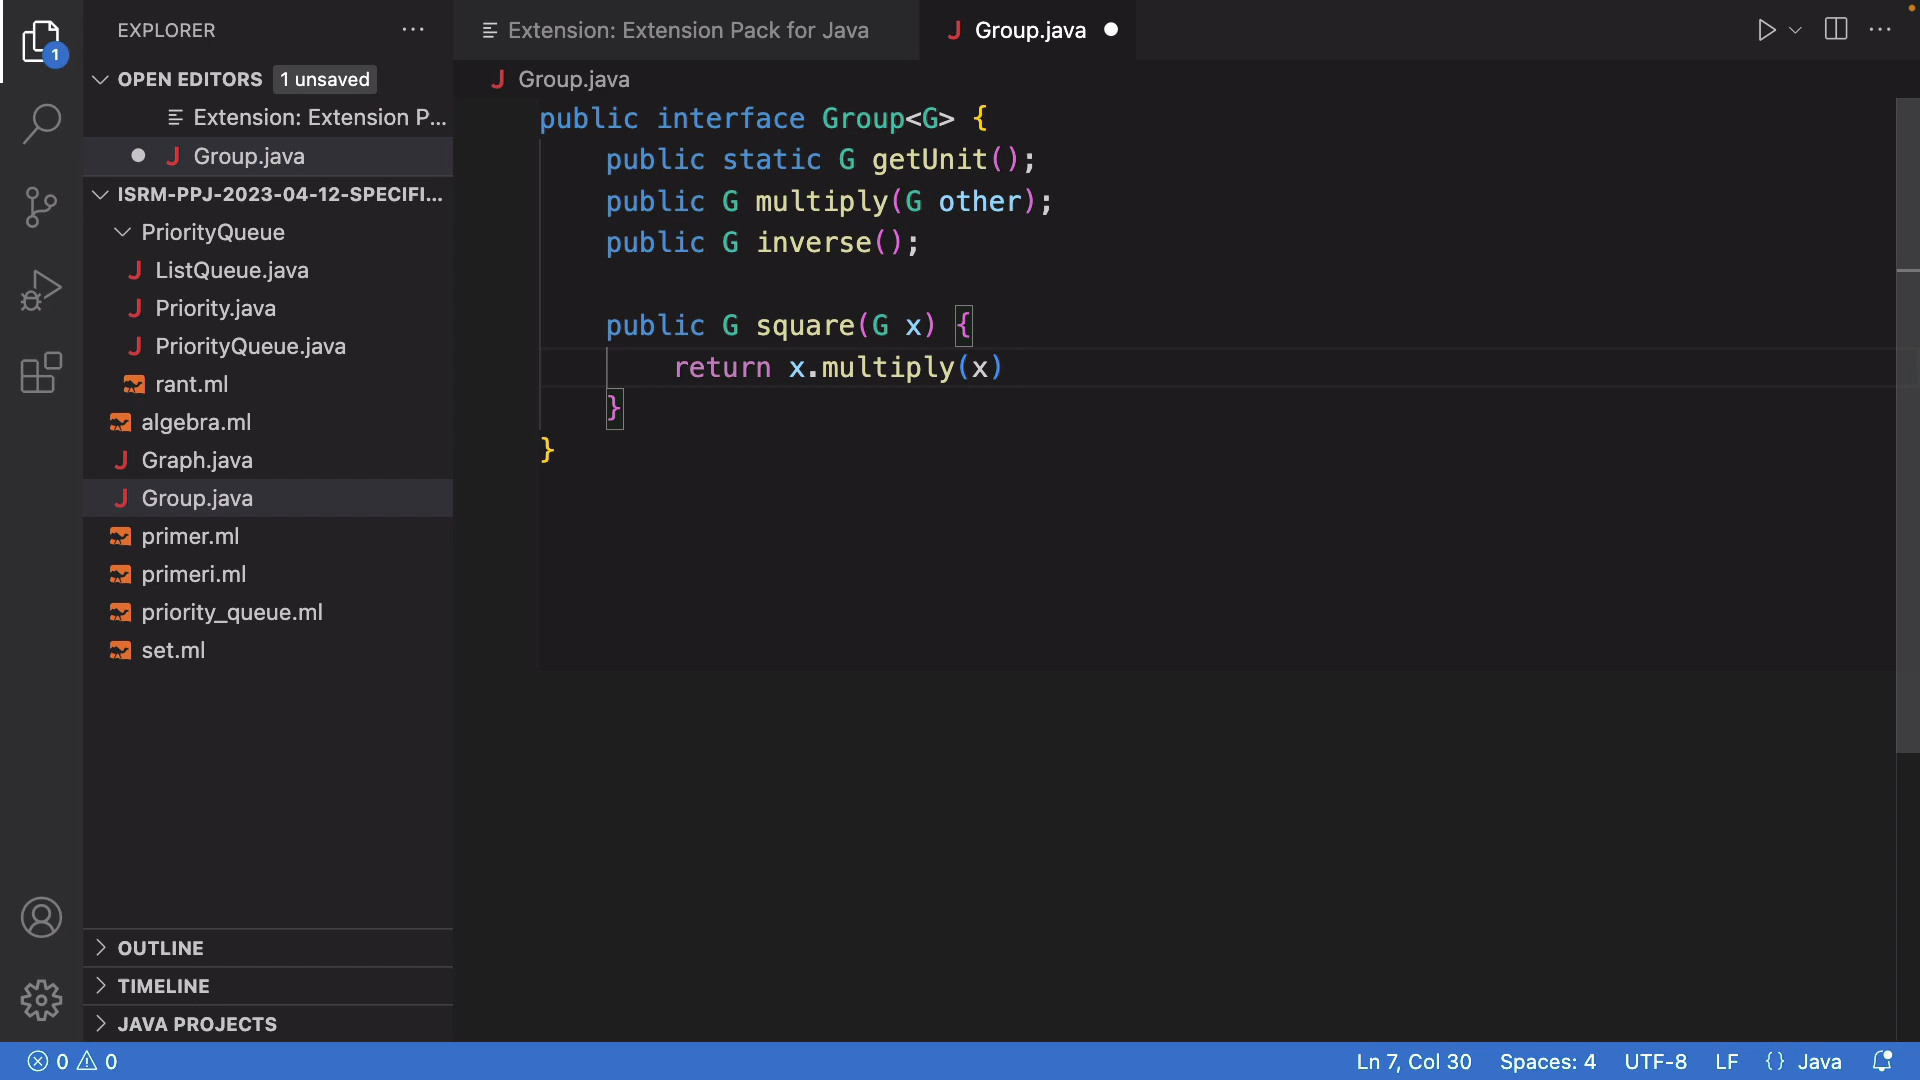 EXPLORER ...
OPEN EDITORS 1 unsaved
Extension: Extension P...
J Group.java
ISRM-PPJ-2023-04-12-SPECIFI...
PriorityQueue
J ListQueue.java
J Priority.java
J PriorityQueue.java
rant.ml
algebra.ml
J Graph.java
J Group.java
primer.ml
primeri.ml
priority_queue.ml
set.ml
OUTLINE
TIMELINE
JAVA PROJECTS
1
Extension: Extension Pack for Java
J Group.java
J Group.java
public interface Group<G> {
public static G getUnit();
public G multiply(G other);
public G inverse();
public G square(G x) {
return x.multiply(x)
}
}
0 0
Ln 7, Col 30 Spaces: 4 UTF-8 LF {} Java